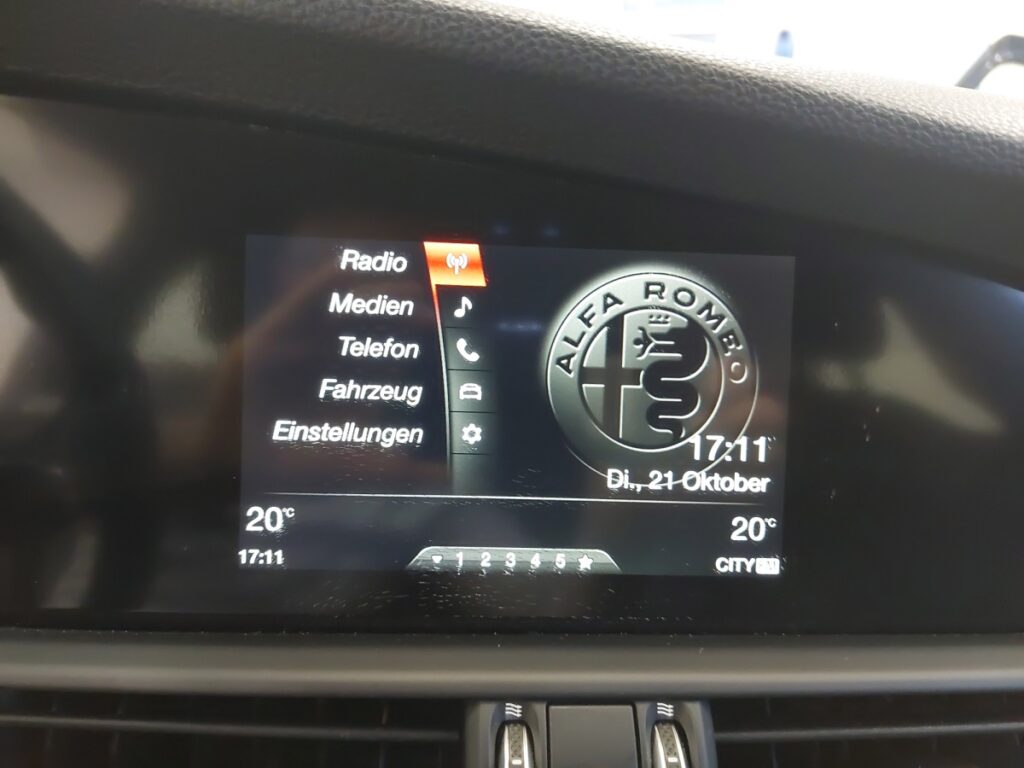 Radio
Medien
Telefon
Fahrzeug
Einstellungen
ALFA ROMEO
17:11
Di., 21 Oktober
20°C
20°C
17:11
1 2 3 4 5
CITY